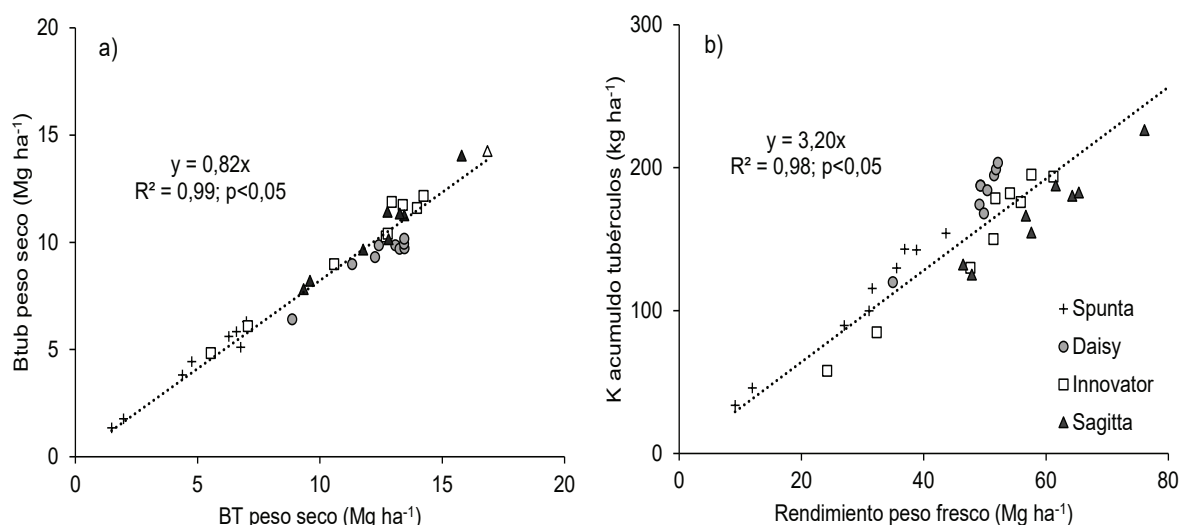 a)
y = 0,82x
R² = 0,99; p<0,05
Btub peso seco (Mg ha⁻¹)
15
20
10
5
0
0
5
10
15
20
BT peso seco (Mg ha⁻¹)
b)
y = 3,20x
R² = 0,98; p<0,05
K acumuldo tubérculos (kg ha⁻¹)
300
200
100
0
Spunta
Daisy
Innovator
Sagitta
0
20
40
60
80
Rendimiento peso fresco (Mg ha⁻¹)